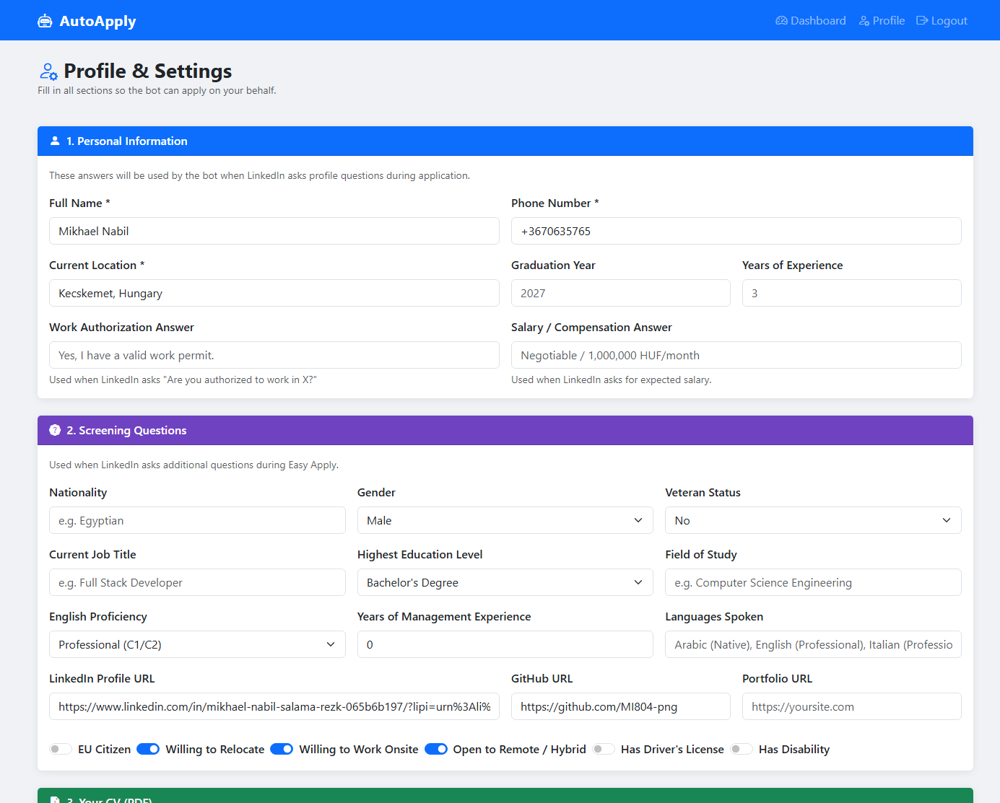 AutoApply
Dashboard Profile Logout
Profile & Settings
Fill in all sections so the bot can apply on your behalf.
1. Personal Information
These answers will be used by the bot when LinkedIn asks profile questions during application.
Full Name * Phone Number *
Mikhael Nabil +3670635765
Current Location * Graduation Year Years of Experience
Kecskemet, Hungary 2027 3
Work Authorization Answer Salary / Compensation Answer
Yes, I have a valid work permit. Negotiable / 1,000,000 HUF/month
Used when LinkedIn asks "Are you authorized to work in X?" Used when LinkedIn asks for expected salary.
2. Screening Questions
Used when LinkedIn asks additional questions during Easy Apply.
Nationality Gender Veteran Status
e.g. Egyptian Male No
Current Job Title Highest Education Level Field of Study
e.g. Full Stack Developer Bachelor's Degree e.g. Computer Science Engineering
English Proficiency Years of Management Experience Languages Spoken
Professional (C1/C2) 0 Arabic (Native), English (Professional), Italian (Professio
LinkedIn Profile URL GitHub URL Portfolio URL
https://www.linkedin.com/in/mikhael-nabil-salama-rezk-065b6b197/?lipi=urn%3Ali% https://github.com/MI804-png https://yoursite.com
EU Citizen Willing to Relocate Willing to Work Onsite Open to Remote / Hybrid Has Driver's License Has Disability
3. Your CV (PDF)